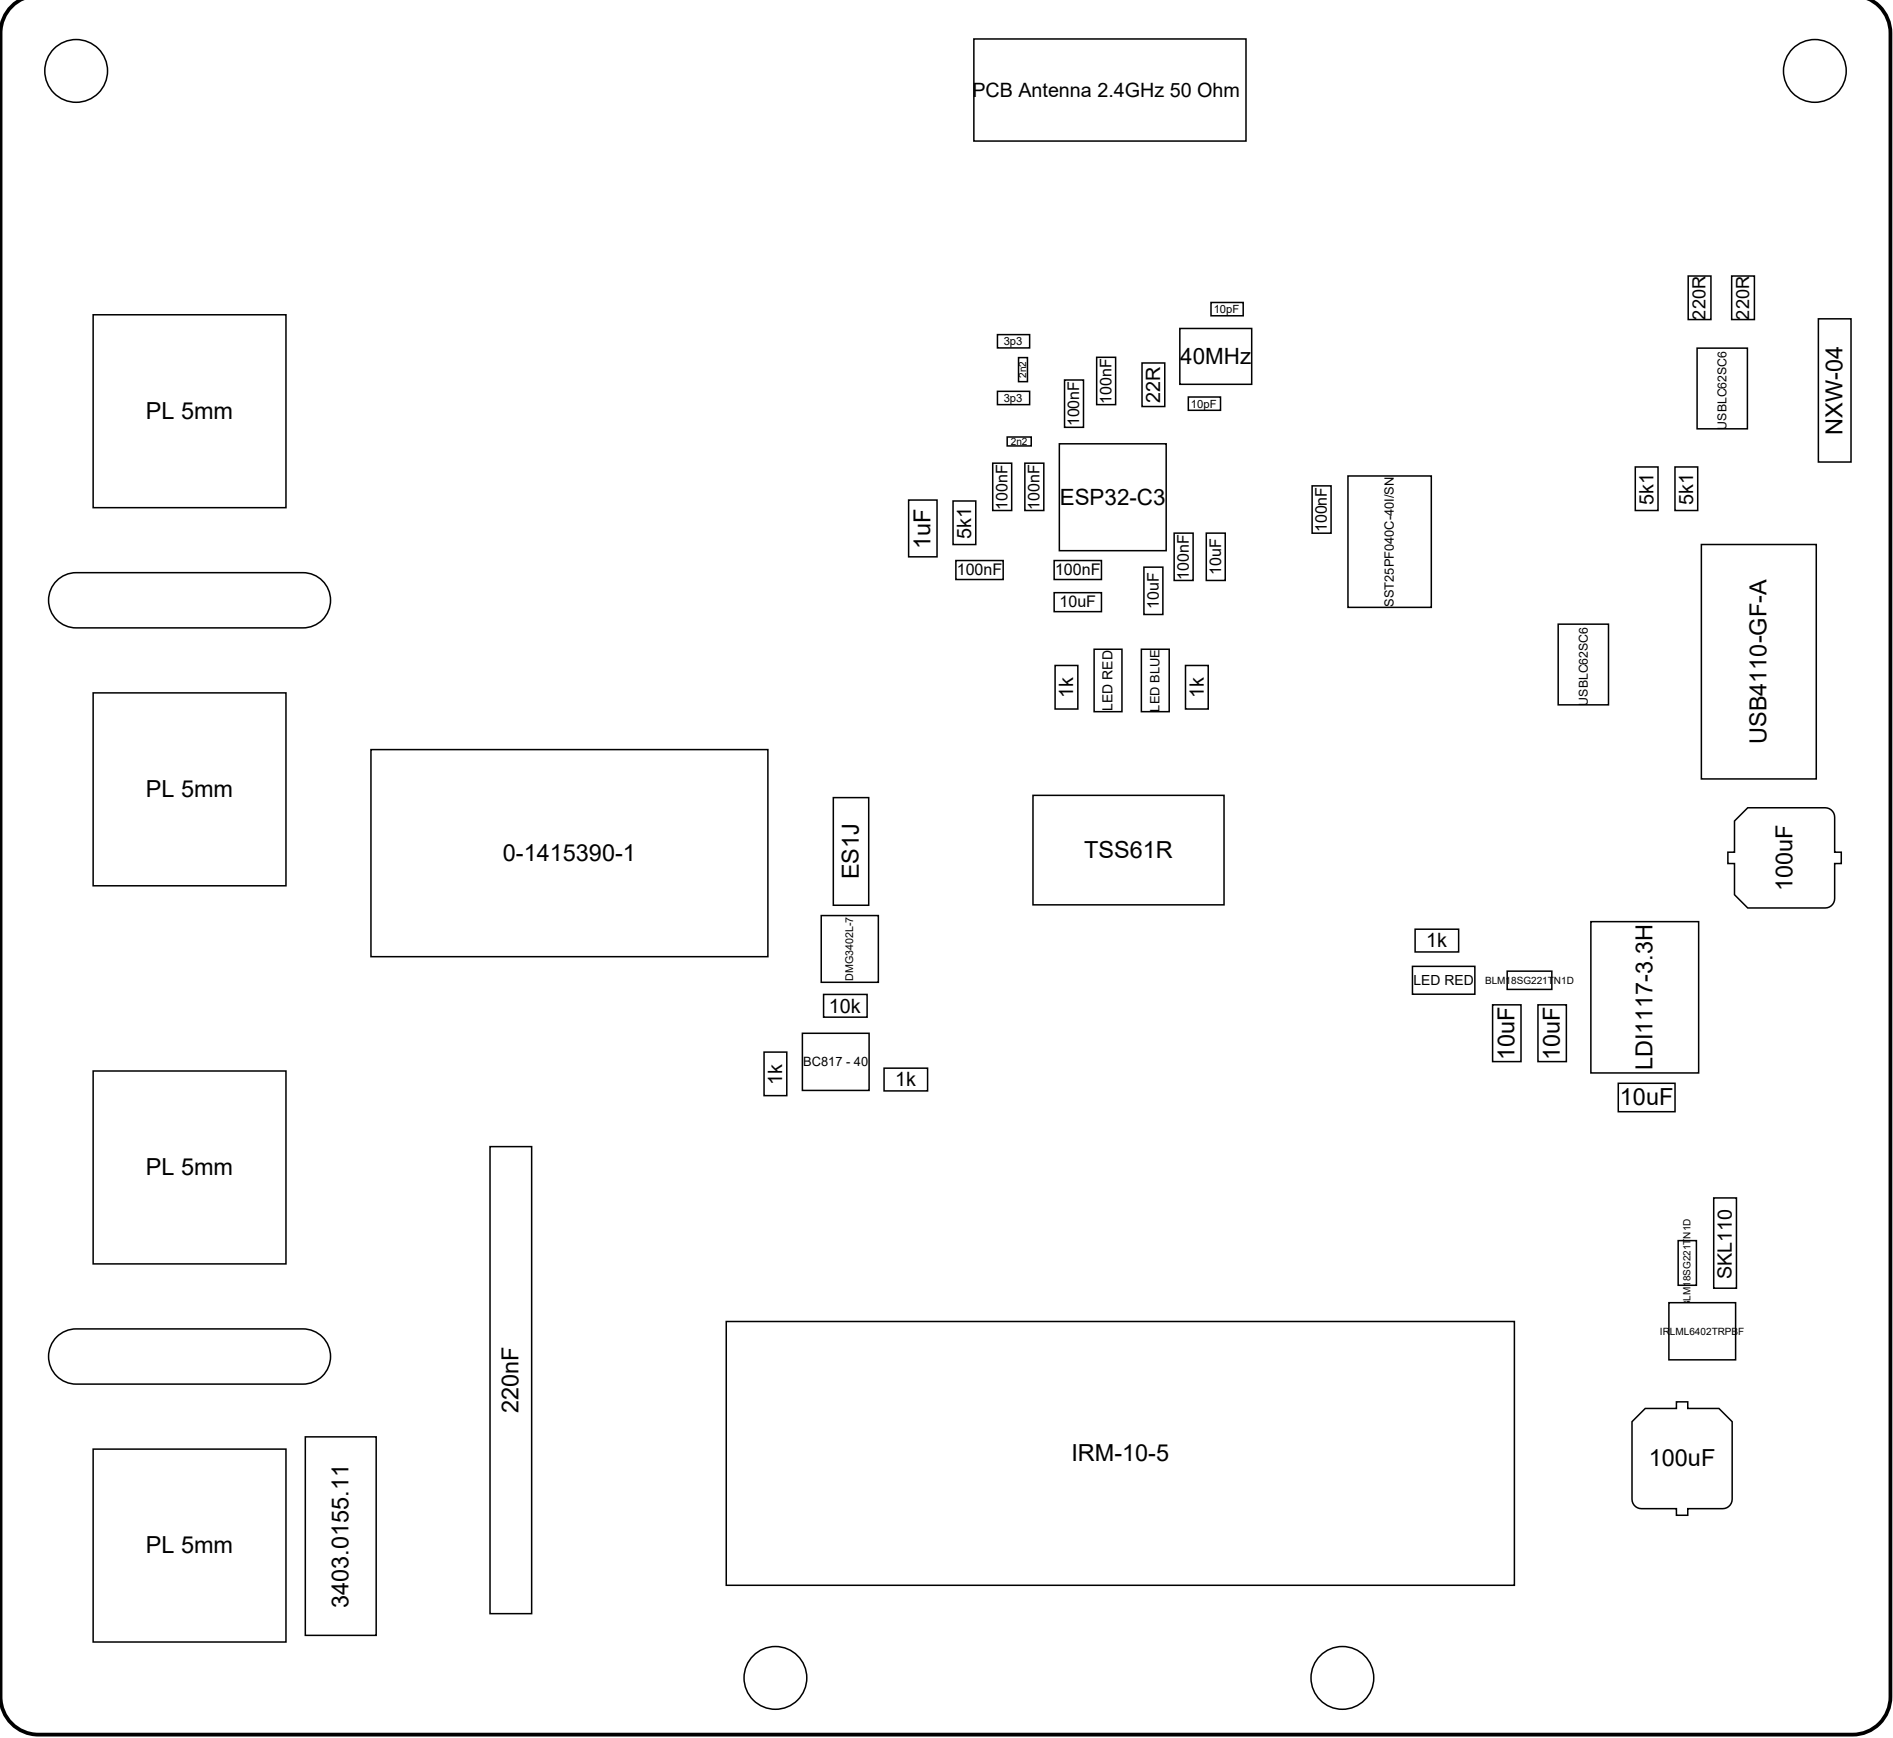 PCB Antenna 2.4GHz 50 Ohm
220R
220R
10pF
3p3
40MHz
2n2
100nF
100nF
22R
3p3
10pF
USBLC62SC6
NXW-04
PL 5mm
2n2
100nF
100nF
ESP32-C3
5k1
5k1
1uF
5k1
100nF
SST25PF040C-40I/SN
100nF
100nF
100nF
10uF
10uF
10uF
USB4110-GF-A
USBLC62SC6
1k
LED RED
LED BLUE
1k
PL 5mm
0-1415390-1
ES1J
TSS61R
100uF
DMG3402L-7
1k
LED RED
BLM18SG221TN1D
LDI1117-3.3H
10k
10uF
10uF
BC817 - 40
1k
1k
10uF
PL 5mm
BLM18SG221TN1D
SKL110
IRLML6402TRPBF
220nF
IRM-10-5
100uF
PL 5mm
3403.0155.11